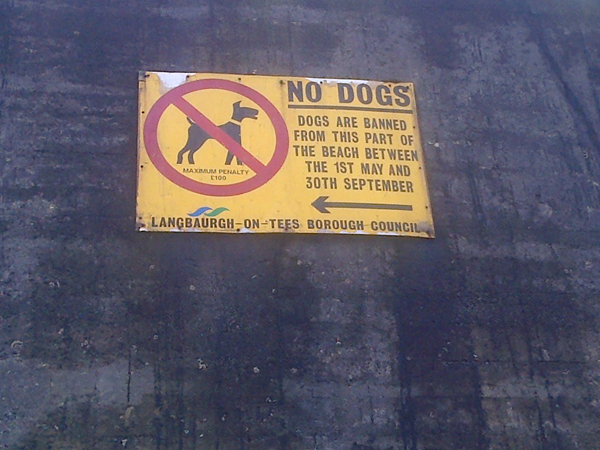 NO DOGS
DOGS ARE BANNED
FROM THIS PART OF
THE BEACH BETWEEN
THE 1ST MAY AND
30TH SEPTEMBER
MAXIMUM PENALTY
£100
LANGBAURGH-ON-TEES BOROUGH COUNCIL